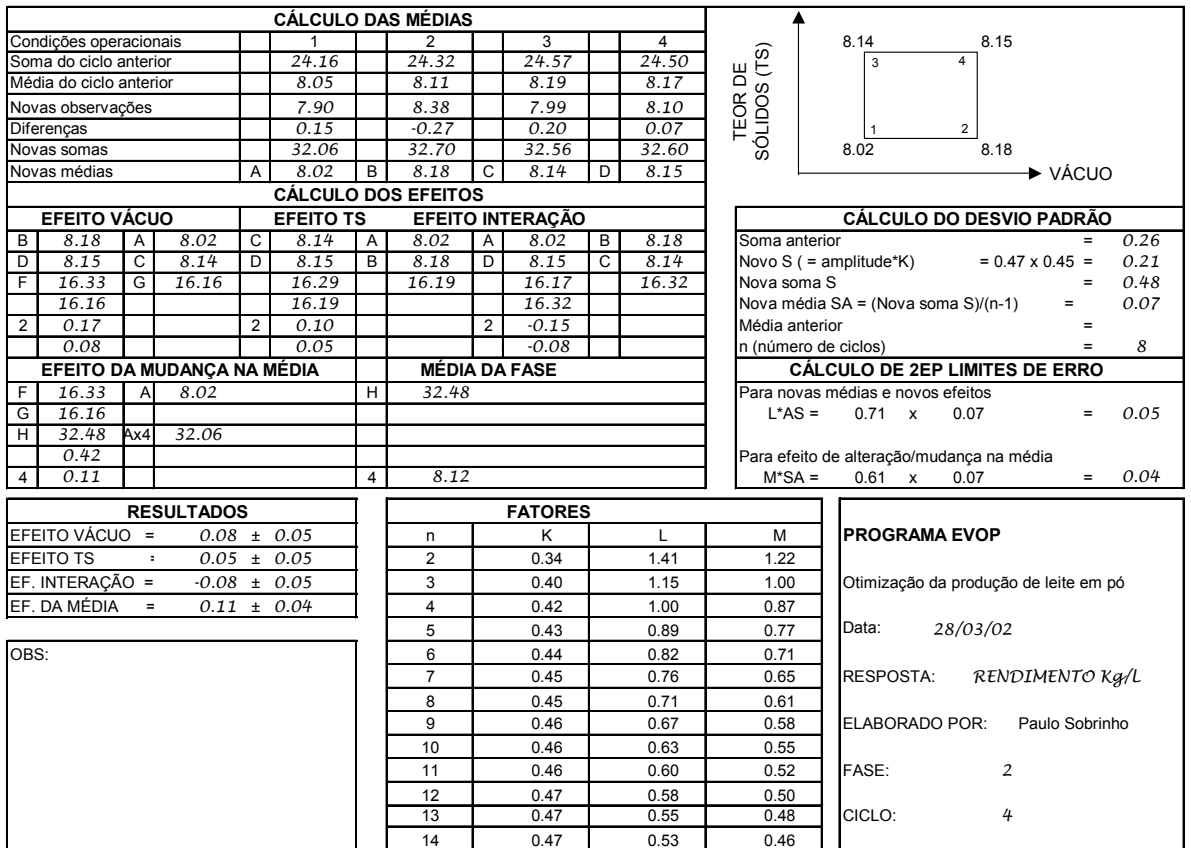 CÁLCULO DAS MÉDIAS
Condições operacionais 1 2 3 4
Soma do ciclo anterior 24.16 24.32 24.57 24.50
Média do ciclo anterior 8.05 8.11 8.19 8.17
Novas observações 7.90 8.38 7.99 8.10
Diferenças 0.15 -0.27 0.20 0.07
Novas somas 32.06 32.70 32.56 32.60
Novas médias A 8.02 B 8.18 C 8.14 D 8.15
CÁLCULO DOS EFEITOS
EFEITO VÁCUO EFEITO TS EFEITO INTERAÇÃO
B 8.18 A 8.02 C 8.14 A 8.02 A 8.02 B 8.18
D 8.15 C 8.14 D 8.15 B 8.18 D 8.15 C 8.14
F 16.33 G 16.16 16.29 16.19 16.17 16.32
16.16 16.19 16.32
2 0.17 2 0.10 2 -0.15
0.08 0.05 -0.08
EFEITO DA MUDANÇA NA MÉDIA MÉDIA DA FASE
F 16.33 A 8.02 H 32.48
G 16.16
H 32.48 Ax4 32.06
0.42
4 0.11 4 8.12
TEOR DE
SÓLIDOS (TS)
8.14 8.15
3 4
1 2
8.02 8.18
VÁCUO
CÁLCULO DO DESVIO PADRÃO
Soma anterior = 0.26
Novo S ( = amplitude*K) = 0.47 x 0.45 = 0.21
Nova soma S = 0.48
Nova média SA = (Nova soma S)/(n-1) = 0.07
Média anterior =
n (número de ciclos) = 8
CÁLCULO DE 2EP LIMITES DE ERRO
Para novas médias e novos efeitos
L*AS = 0.71 x 0.07 = 0.05
Para efeito de alteração/mudança na média
M*SA = 0.61 x 0.07 = 0.04
RESULTADOS
EFEITO VÁCUO = 0.08 ± 0.05
EFEITO TS = 0.05 ± 0.05
EF. INTERAÇÃO = -0.08 ± 0.05
EF. DA MÉDIA = 0.11 ± 0.04
OBS:
FATORES
n K L M
2 0.34 1.41 1.22
3 0.40 1.15 1.00
4 0.42 1.00 0.87
5 0.43 0.89 0.77
6 0.44 0.82 0.71
7 0.45 0.76 0.65
8 0.45 0.71 0.61
9 0.46 0.67 0.58
10 0.46 0.63 0.55
11 0.46 0.60 0.52
12 0.47 0.58 0.50
13 0.47 0.55 0.48
14 0.47 0.53 0.46
PROGRAMA EVOP
Otimização da produção de leite em pó
Data: 28/03/02
RESPOSTA: RENDIMENTO Kg/L
ELABORADO POR: Paulo Sobrinho
FASE: 2
CICLO: 4